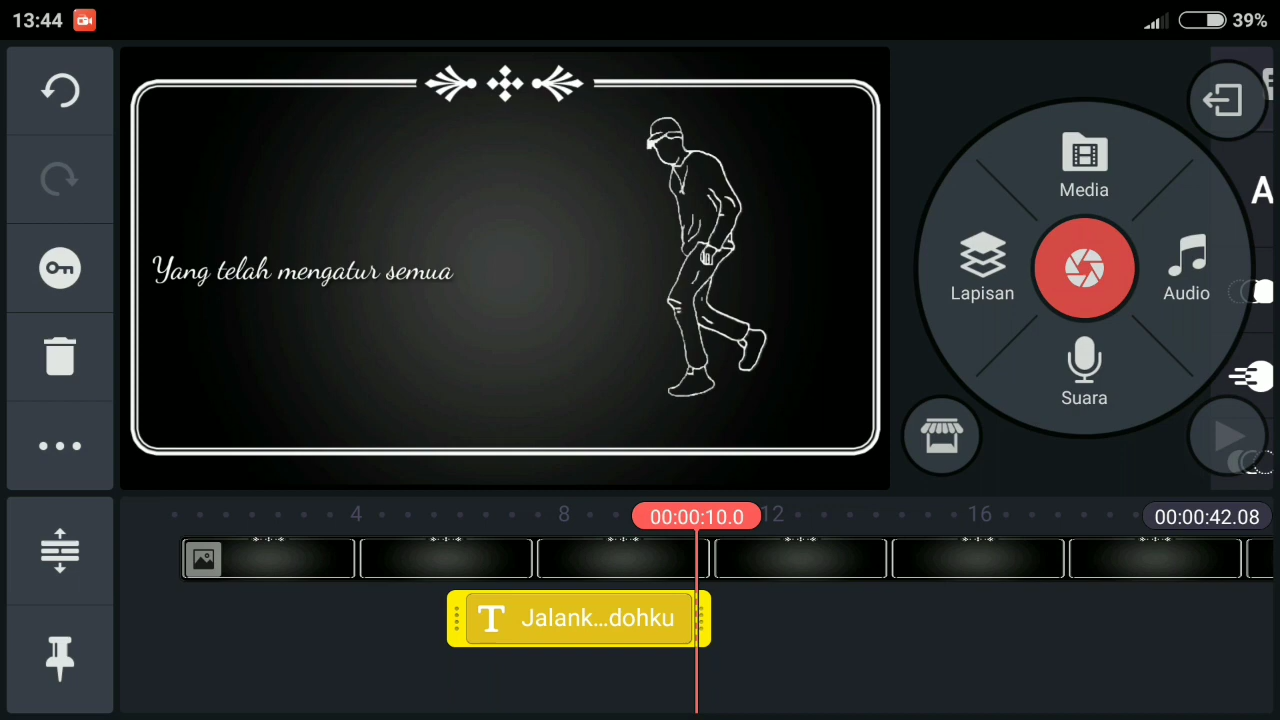 13:44
39%
Yang telah mengatur semua
Media
A
Lapisan
Audio
Suara
4
8
00:00:10.0
12
16
00:00:42.08
T Jalank...dohku